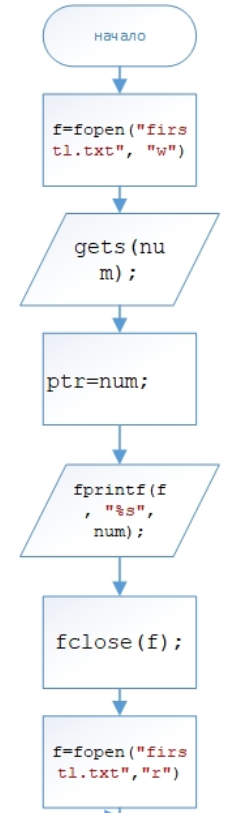 начало
f=fopen("firs
tl.txt", "w")
gets(nu
m);
ptr=num;
fprintf(f
, "%s",
num);
fclose(f);
f=fopen("firs
tl.txt","r")